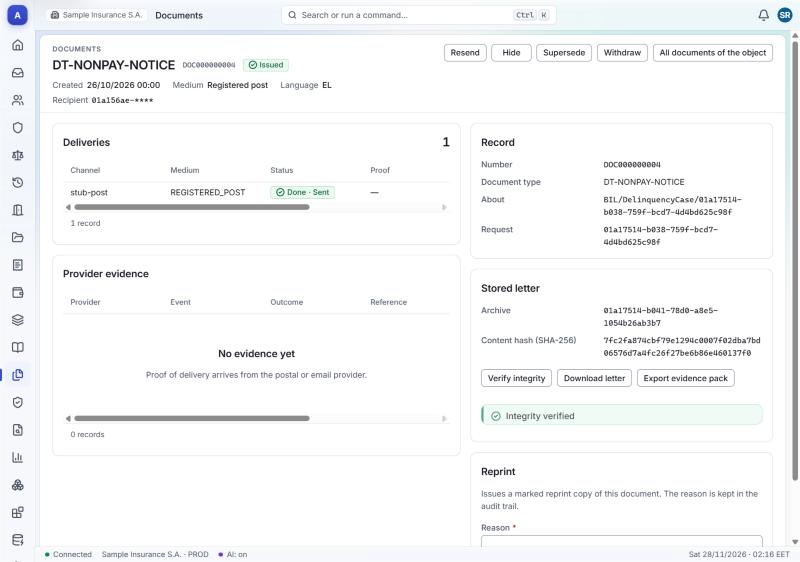 A
Sample Insurance S.A.
Documents
Search or run a command...
Ctrl K
SR
DOCUMENTS
DT-NONPAY-NOTICE DOC000000004 Issued
Resend
Hide
Supersede
Withdraw
All documents of the object
Created 26/10/2026 00:00 Medium Registered post Language EL
Recipient 01a156ae-****
Deliveries 1
Channel Medium Status Proof
stub-post REGISTERED_POST Done · Sent —
1 record
Provider evidence
Provider Event Outcome Reference
No evidence yet
Proof of delivery arrives from the postal or email provider.
0 records
Record
Number DOC000000004
Document type DT-NONPAY-NOTICE
About BIL/DelinquencyCase/01a17514-
b038-759f-bcd7-4d4bd625c98f
Request 01a17514-b038-759f-bcd7-
4d4bd625c98f
Stored letter
Archive 01a17514-b041-78d0-a8e5-
1054b26ab3b7
Content hash (SHA-256) 7fc2fa874cbf79e1294c0007f02dba7bd
06576d7a4fc26f27be6b86e460137f0
Verify integrity
Download letter
Export evidence pack
Integrity verified
Reprint
Issues a marked reprint copy of this document. The reason is kept in the
audit trail.
Reason *
Connected Sample Insurance S.A. · PROD AI: on
Sat 28/11/2026 · 02:16 EET